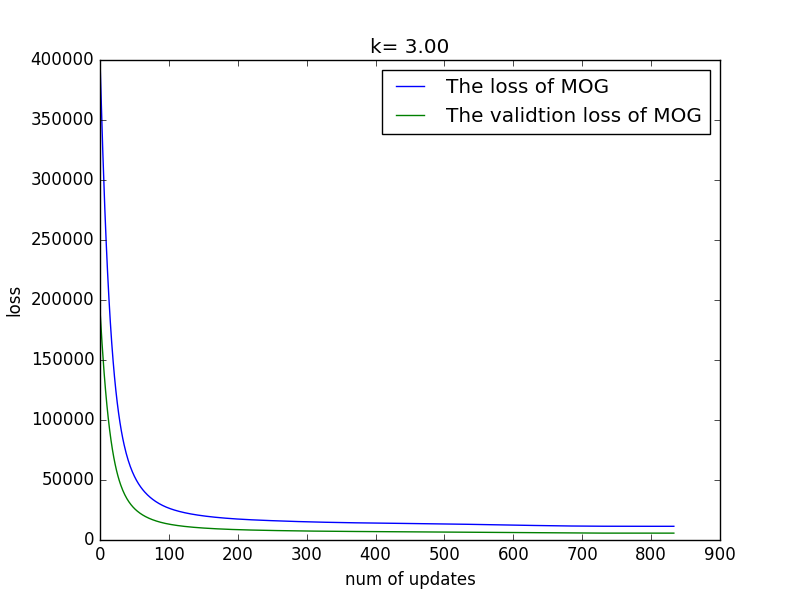 k= 3.00
The loss of MOG
The validtion loss of MOG
400000
350000
300000
250000
200000
150000
100000
50000
0
loss
0 100 200 300 400 500 600 700 800 900
num of updates